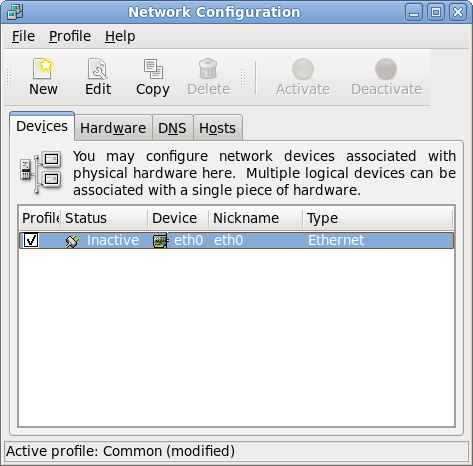 Network Configuration
File Profile Help
New Edit Copy Delete Activate Deactivate
Devices Hardware DNS Hosts
You may configure network devices associated with
physical hardware here. Multiple logical devices can be
associated with a single piece of hardware.
Profile Status Device Nickname Type
Inactive eth0 eth0 Ethernet
Active profile: Common (modified)